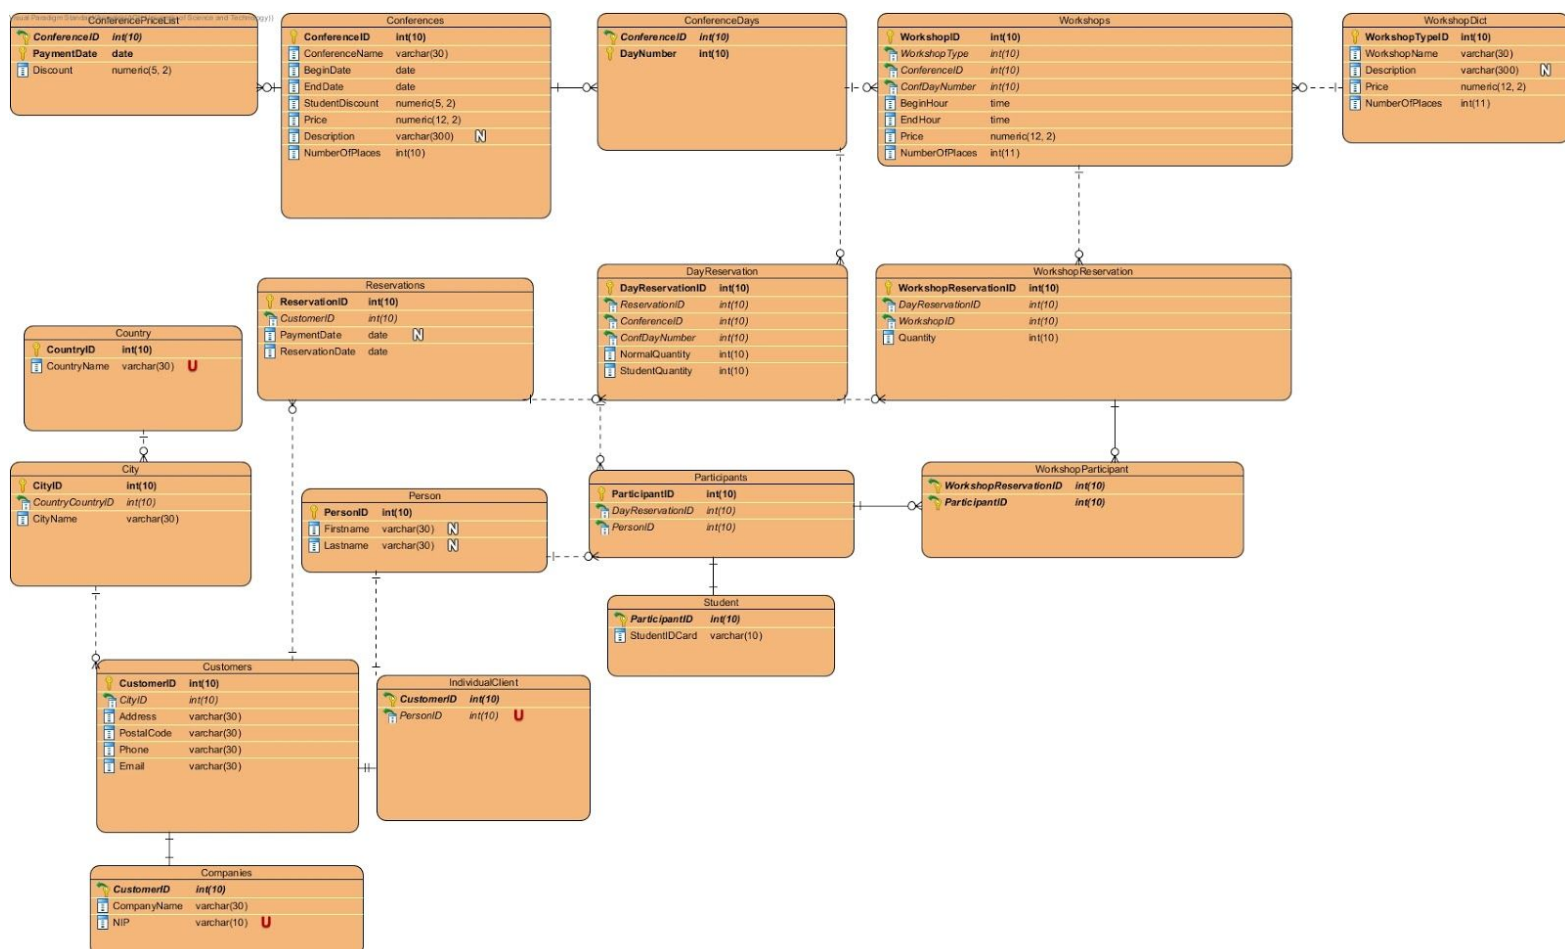 Visual Paradigm Standard
of Science and Technology)
ConferencePriceList
ConferenceID int(10)
PaymentDate date
Discount numeric(5, 2)
Conferences
ConferenceID int(10)
ConferenceName varchar(30)
BeginDate date
EndDate date
StudentDiscount numeric(5, 2)
Price numeric(12, 2)
Description varchar(300) N
NumberOfPlaces int(10)
ConferenceDays
ConferenceID int(10)
DayNumber int(10)
Workshops
WorkshopID int(10)
WorkshopType int(10)
ConferenceID int(10)
ConfDayNumber int(10)
BeginHour time
EndHour time
Price numeric(12, 2)
NumberOfPlaces int(11)
WorkshopDict
WorkshopTypeID int(10)
WorkshopName varchar(30)
Description varchar(300) N
Price numeric(12, 2)
NumberOfPlaces int(11)
Reservations
ReservationID int(10)
CustomerID int(10)
PaymentDate date N
ReservationDate date
DayReservation
DayReservationID int(10)
ReservationID int(10)
ConferenceID int(10)
ConfDayNumber int(10)
NormalQuantity int(10)
StudentQuantity int(10)
WorkshopReservation
WorkshopReservationID int(10)
DayReservationID int(10)
WorkshopID int(10)
Quantity int(10)
Country
CountryID int(10)
CountryName varchar(30) U
City
CityID int(10)
CountryCountryID int(10)
CityName varchar(30)
Person
PersonID int(10)
Firstname varchar(30) N
Lastname varchar(30) N
Participants
ParticipantID int(10)
DayReservationID int(10)
PersonID int(10)
WorkshopParticipant
WorkshopReservationID int(10)
ParticipantID int(10)
Student
ParticipantID int(10)
StudentIDCard varchar(10)
Customers
CustomerID int(10)
CityID int(10)
Address varchar(30)
PostalCode varchar(30)
Phone varchar(30)
Email varchar(30)
IndividualClient
CustomerID int(10)
PersonID int(10) U
Companies
CustomerID int(10)
CompanyName varchar(30)
NIP varchar(10) U